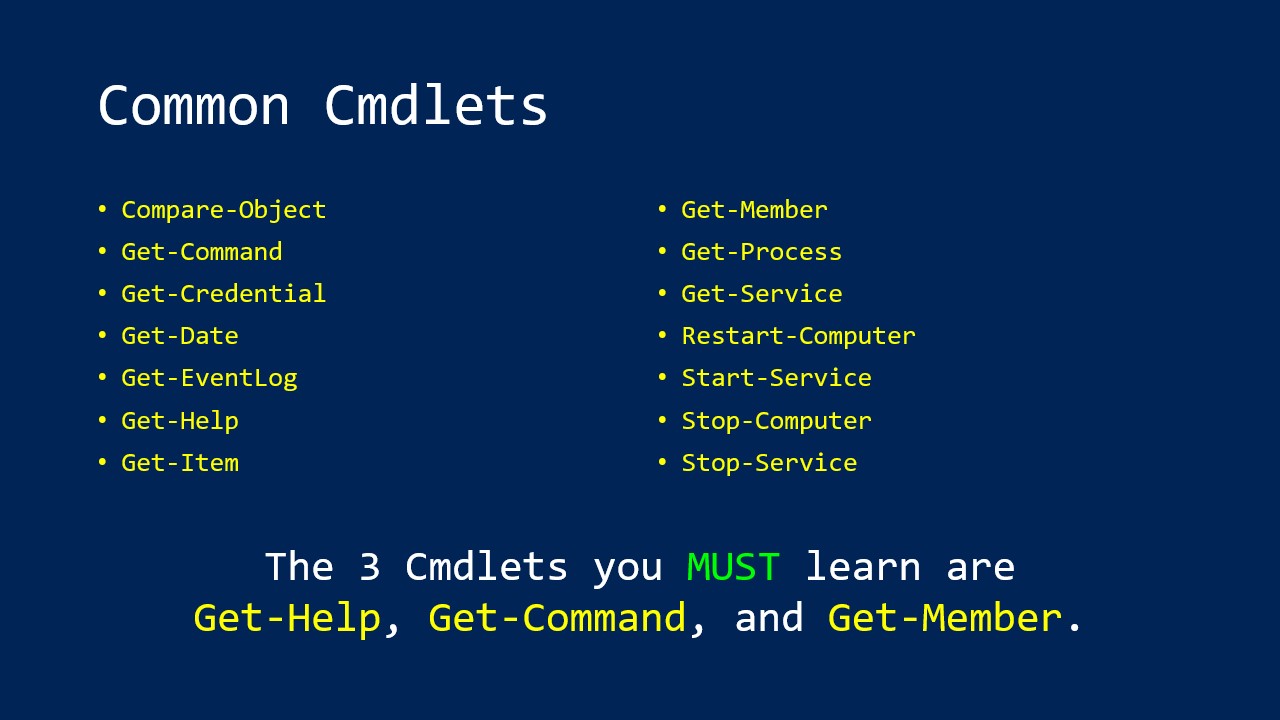 Common Cmdlets
• Compare-Object
• Get-Command
• Get-Credential
• Get-Date
• Get-EventLog
• Get-Help
• Get-Item
• Get-Member
• Get-Process
• Get-Service
• Restart-Computer
• Start-Service
• Stop-Computer
• Stop-Service
The 3 Cmdlets you MUST learn are
Get-Help, Get-Command, and Get-Member.